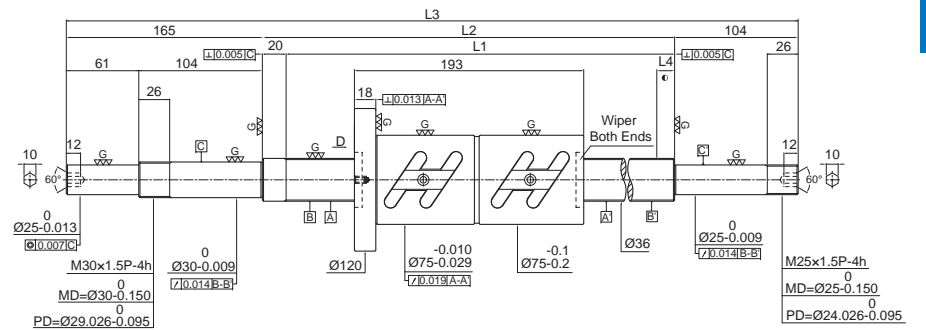 L3
165
L2
104
⊥ 0.005 C
20
L1
⊥ 0.005 C
26
61
104
193
L4
26
18
⊥ 0.013 A-A'
G
G
G
G
G
Wiper
Both Ends
D
10
12
60°
G
C
G
G
C'
G
12
10
60°
B
A
A'
B'
0
Ø25-0.013
◎ 0.007 C
M30×1.5P-4h
0
MD=Ø30-0.150
0
PD=Ø29.026-0.095
0
Ø30-0.009
↗ 0.014 B-B'
Ø120
-0.010
Ø75-0.029
↗ 0.019 A-A'
-0.1
Ø75-0.2
Ø36
0
Ø25-0.009
↗ 0.014 B-B'
M25×1.5P-4h
0
MD=Ø25-0.150
0
PD=Ø24.026-0.095